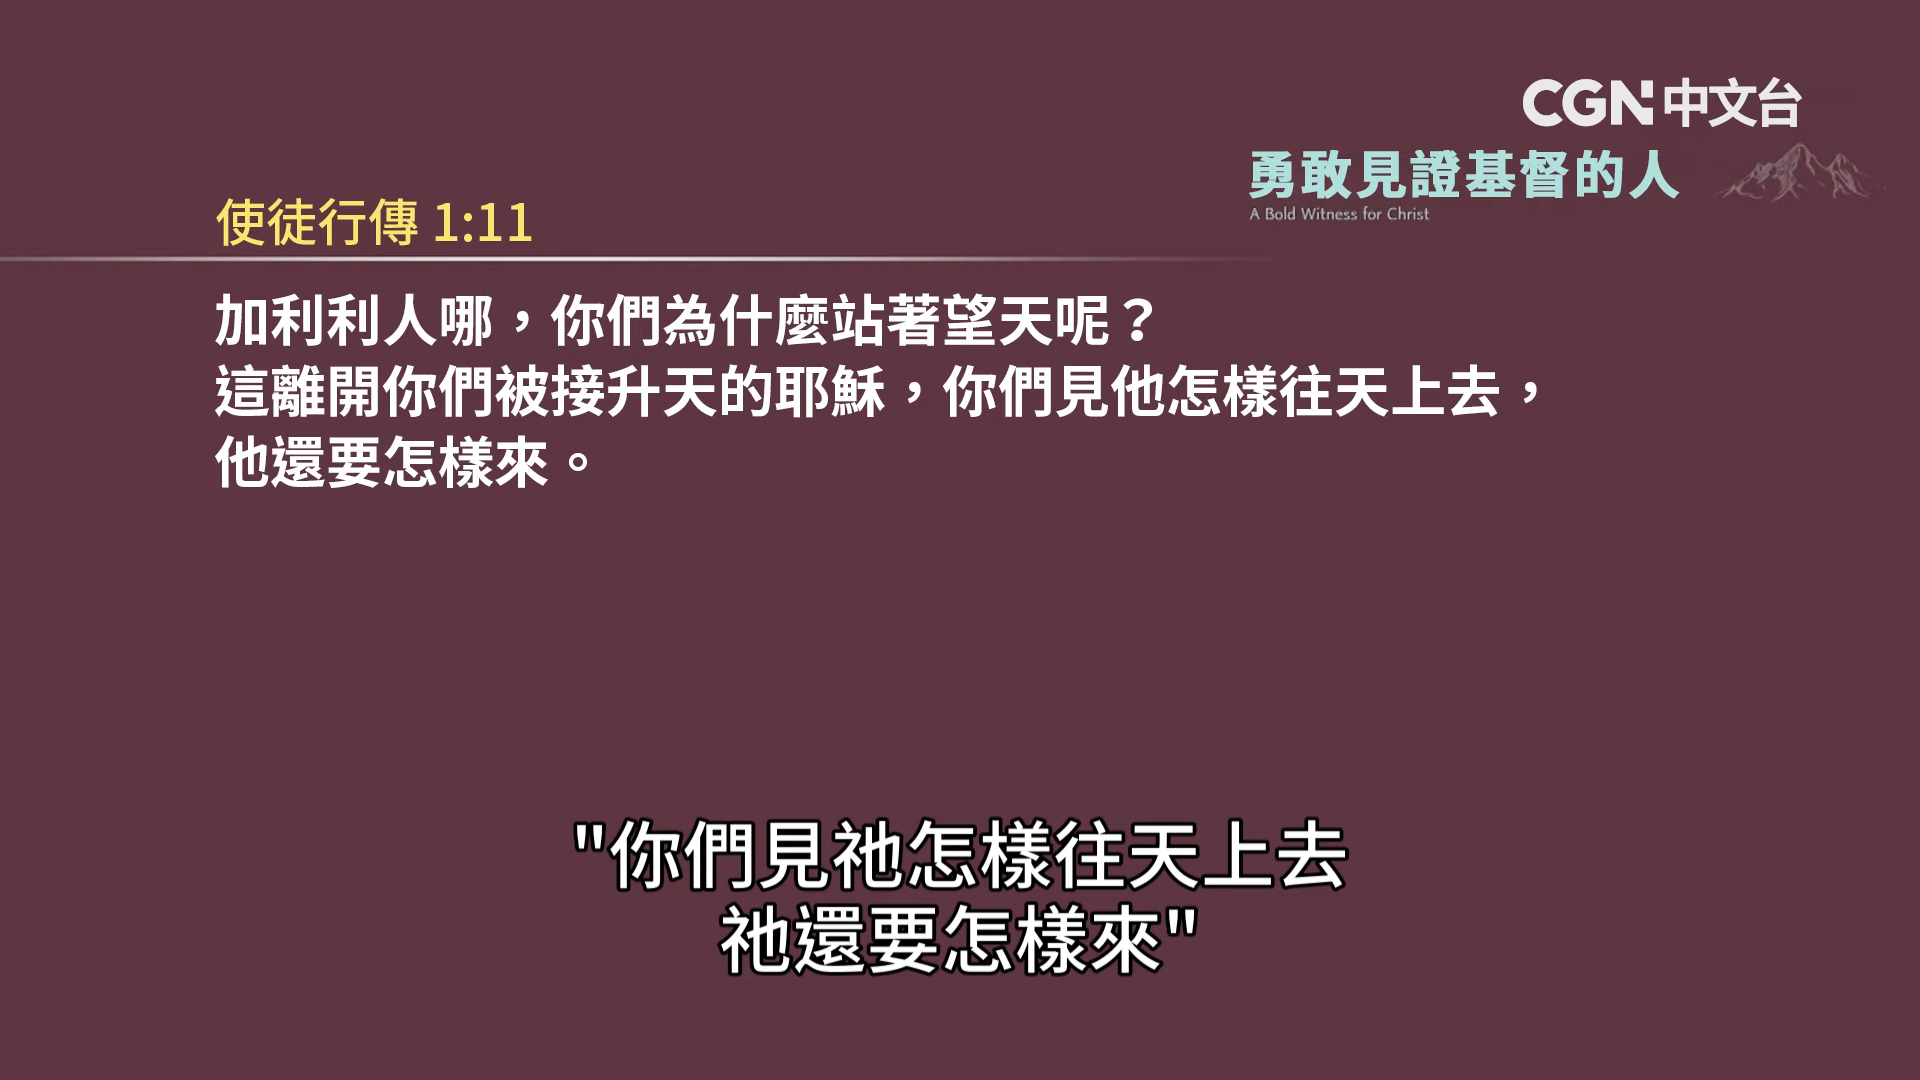 CGN中文台
勇敢見證基督的人
A Bold Witness for Christ
使徒行傳 1:11
加利利人哪，你們為什麼站著望天呢？
這離開你們被接升天的耶穌，你們見他怎樣往天上去，
他還要怎樣來。
"你們見祂怎樣往天上去
祂還要怎樣來"